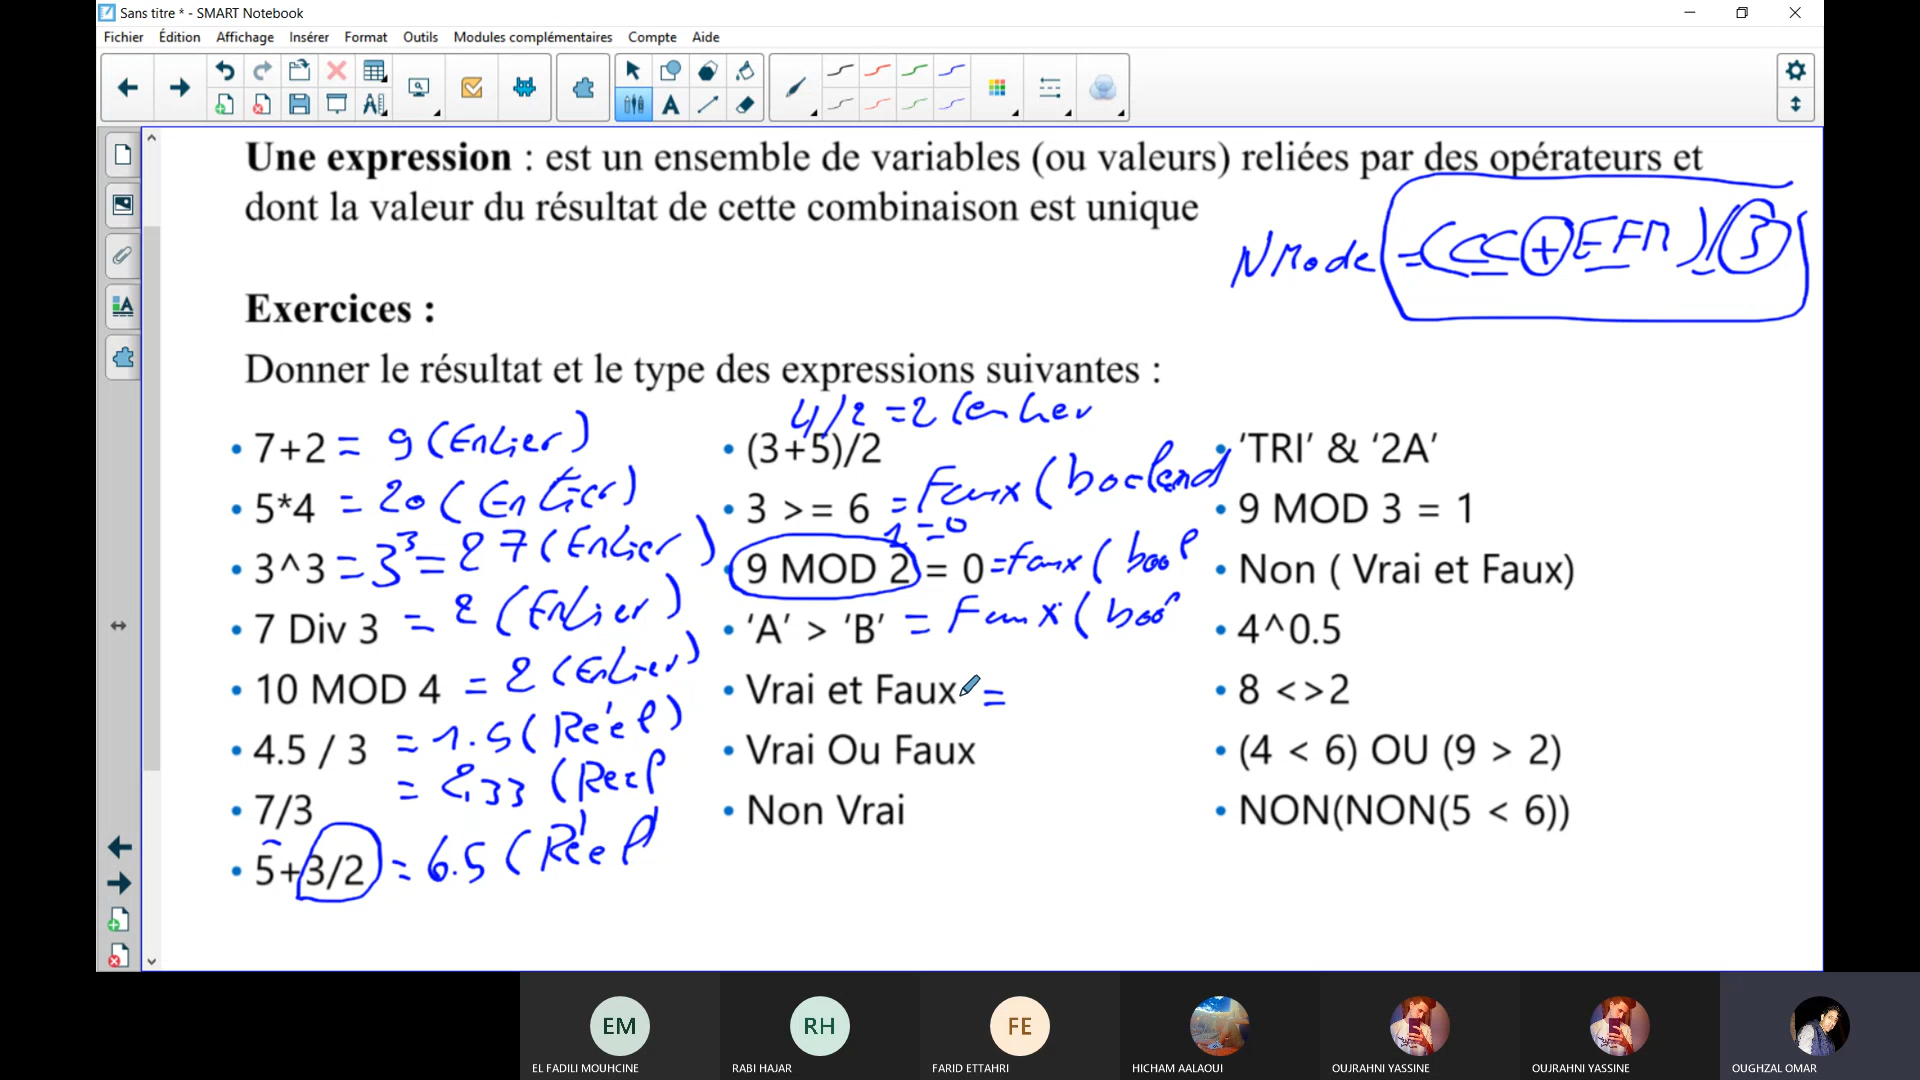 Sans titre * - SMART Notebook
Fichier Édition Affichage Insérer Format Outils Modules complémentaires Compte Aide
Une expression : est un ensemble de variables (ou valeurs) reliées par des opérateurs et
dont la valeur du résultat de cette combinaison est unique
NMode =(CC+EFM)/3
Exercices :
Donner le résultat et le type des expressions suivantes :
4/2 =2 (entier
• 7+2 = 9 (Entier)
• 5*4 = 20 (Entier)
• 3^3 = 3³ = 27 (Entier)
• 7 Div 3 = 2 (Entier)
• 10 MOD 4 = 2 (Entier)
• 4.5 / 3 = 1.5 (Réel)
• 7/3 = 2,33 (Réel
• 5+3/2 = 6.5 (Réel
• (3+5)/2
• 3 >= 6 = Faux (
1 = 0
• 9 MOD 2 = 0 = faux ( bool
• ‘A’ > ‘B’ = Faux ( bool
• Vrai et Faux =
• Vrai Ou Faux
• Non Vrai
• ‘TRI’ & ‘2A’
• 9 MOD 3 = 1
• Non ( Vrai et Faux)
• 4^0.5
• 8 <>2
• (4 < 6) OU (9 > 2)
• NON(NON(5 < 6))
EM RH FE
EL FADILI MOUHCINE RABI HAJAR FARID ETTAHRI HICHAM AALAOUI OUJRAHNI YASSINE OUJRAHNI YASSINE OUGHZAL OMAR